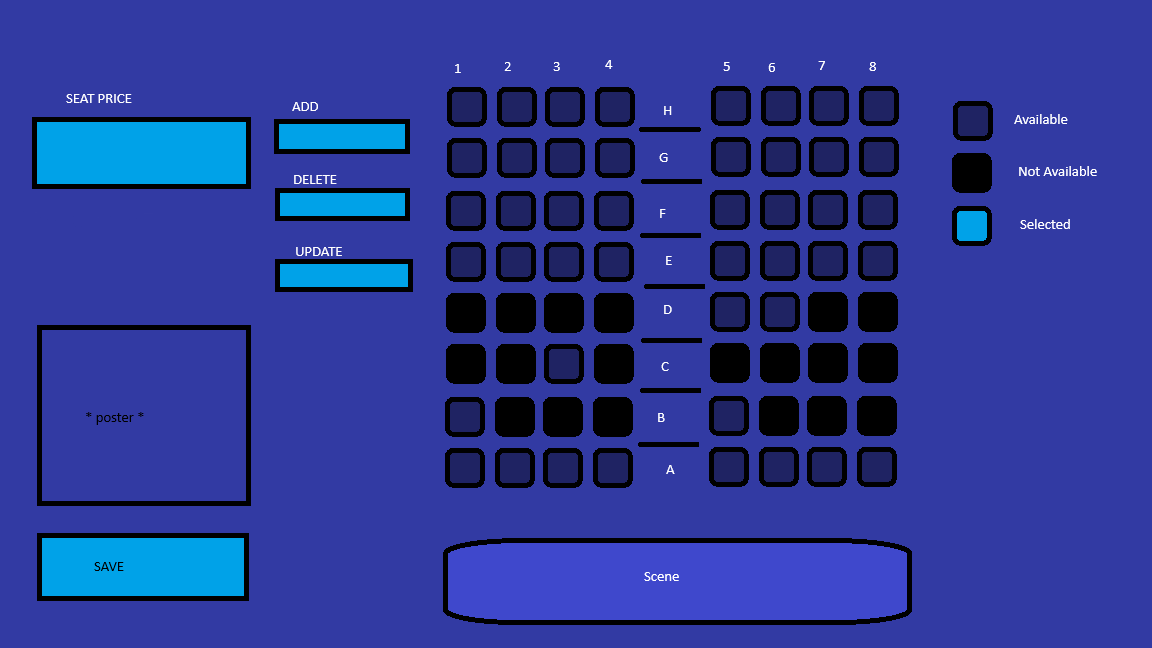 SEAT PRICE
ADD
DELETE
UPDATE
* poster *
SAVE
1 2 3 4 5 6 7 8
H
G
F
E
D
C
B
A
Scene
Available
Not Available
Selected